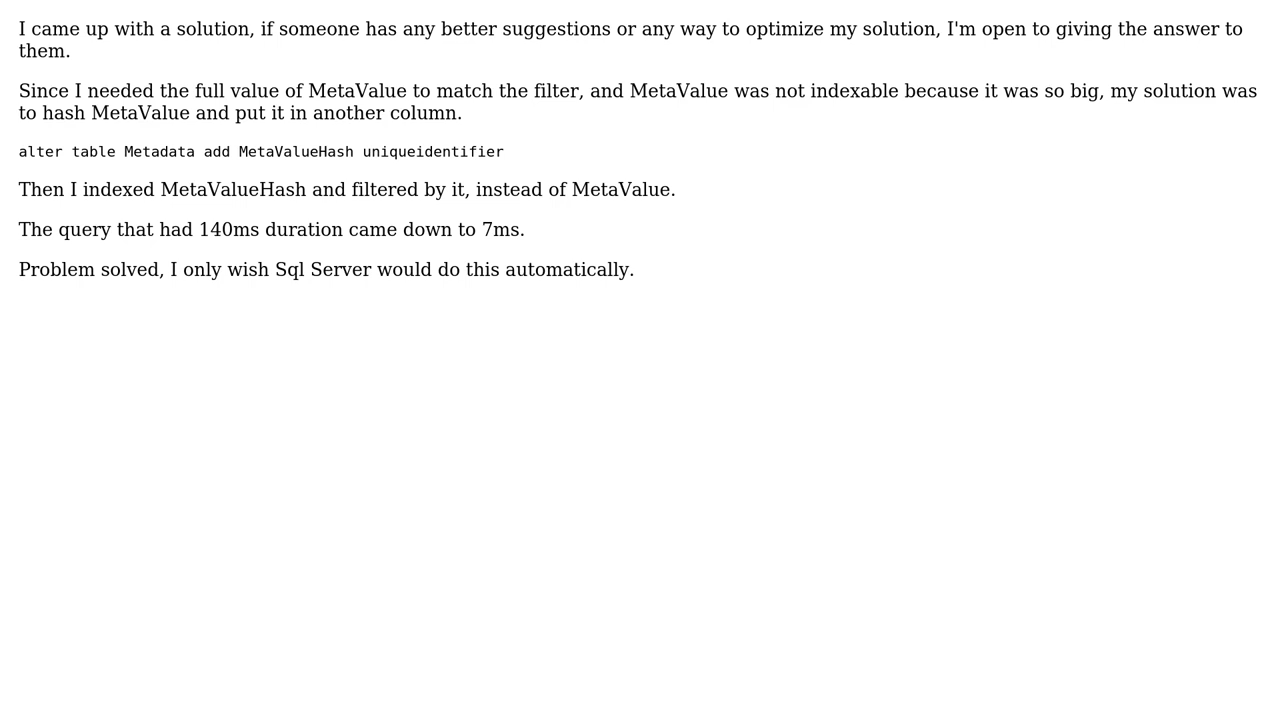 I came up with a solution, if someone has any better suggestions or any way to optimize my solution, I'm open to giving the answer to
them.
Since I needed the full value of MetaValue to match the filter, and MetaValue was not indexable because it was so big, my solution was
to hash MetaValue and put it in another column.
alter table Metadata add MetaValueHash uniqueidentifier
Then I indexed MetaValueHash and filtered by it, instead of MetaValue.
The query that had 140ms duration came down to 7ms.
Problem solved, I only wish Sql Server would do this automatically.